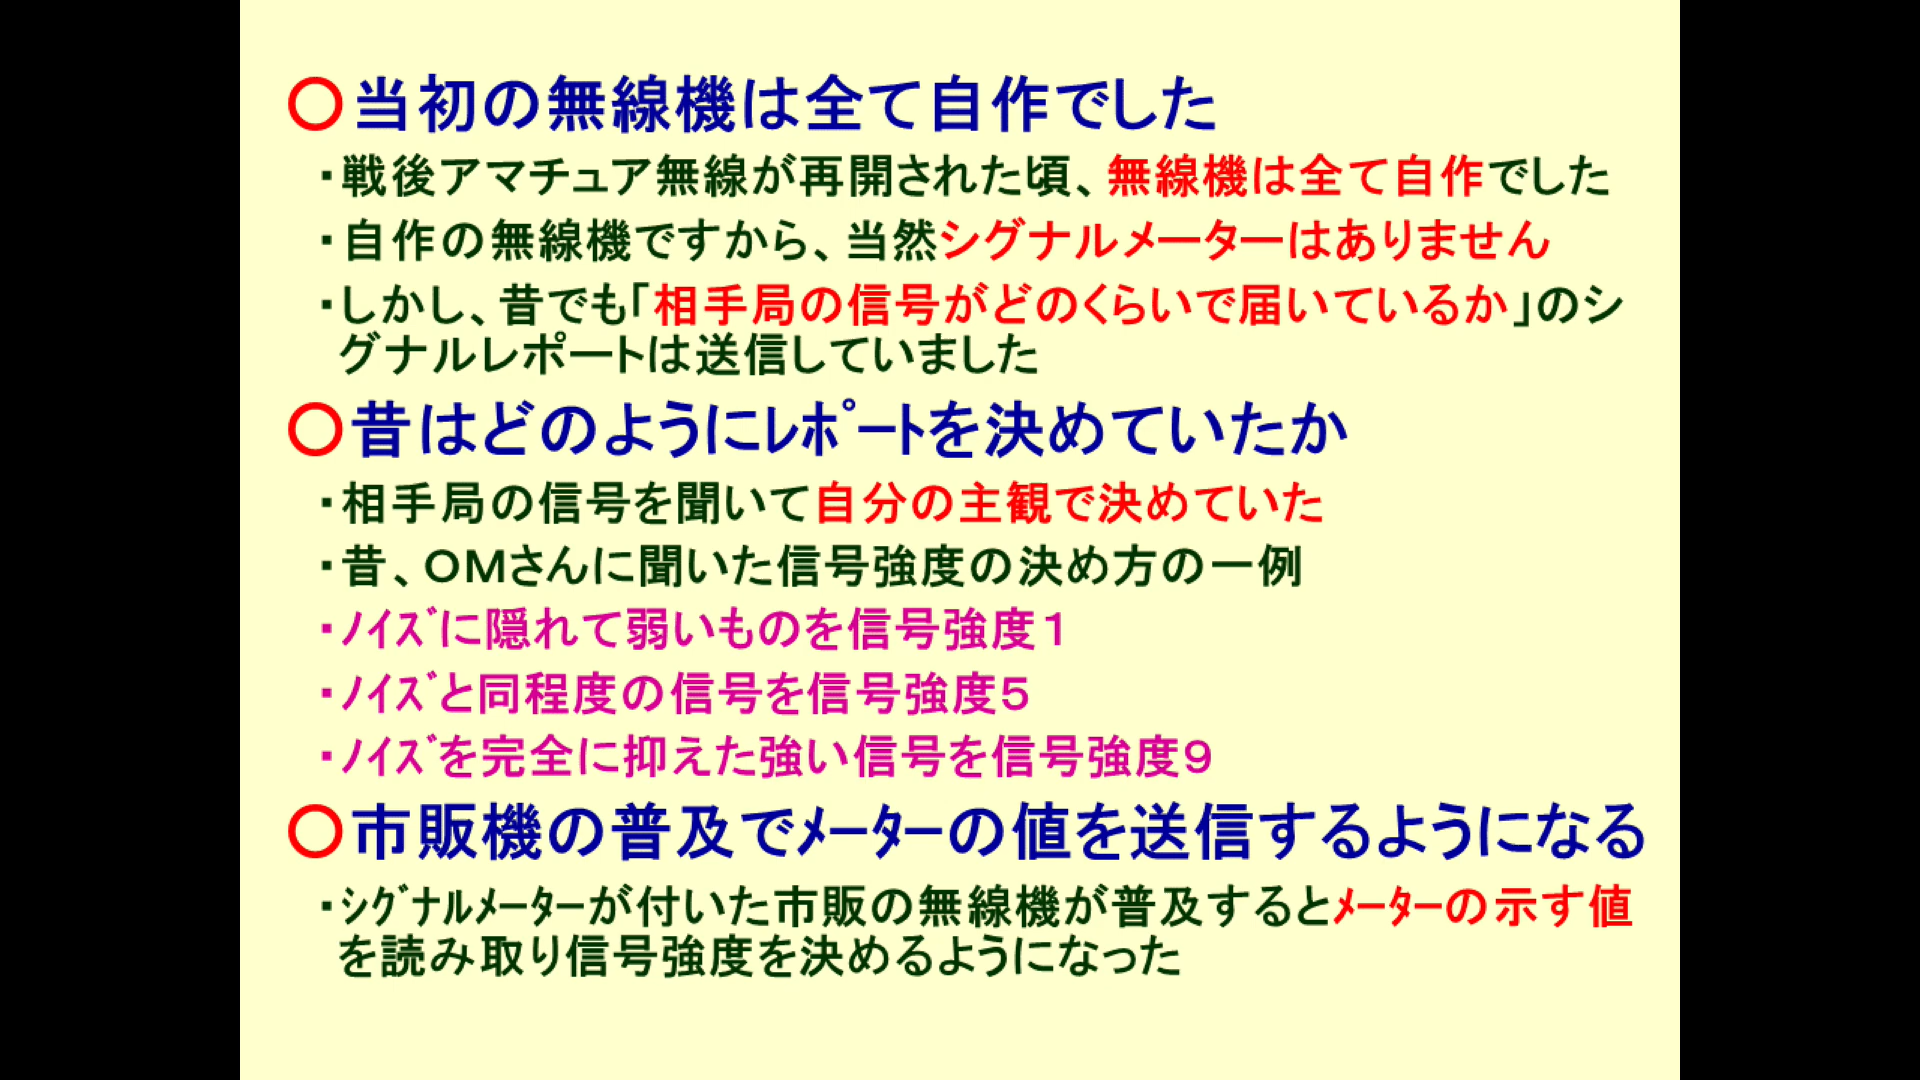 〇当初の無線機は全て自作でした
・戦後アマチュア無線が再開された頃、無線機は全て自作でした
・自作の無線機ですから、当然シグナルメーターはありません
・しかし、昔でも「相手局の信号がどのくらいで届いているか」のシ
グナルレポートは送信していました
〇昔はどのようにﾚﾎﾟｰﾄを決めていたか
・相手局の信号を聞いて自分の主観で決めていた
・昔、ＯＭさんに聞いた信号強度の決め方の一例
・ﾉｲｽﾞに隠れて弱いものを信号強度１
・ﾉｲｽﾞと同程度の信号を信号強度５
・ﾉｲｽﾞを完全に抑えた強い信号を信号強度９
〇市販機の普及でﾒｰﾀｰの値を送信するようになる
・ｼｸﾞﾅﾙﾒｰﾀｰが付いた市販の無線機が普及するとﾒｰﾀｰの示す値
を読み取り信号強度を決めるようになった